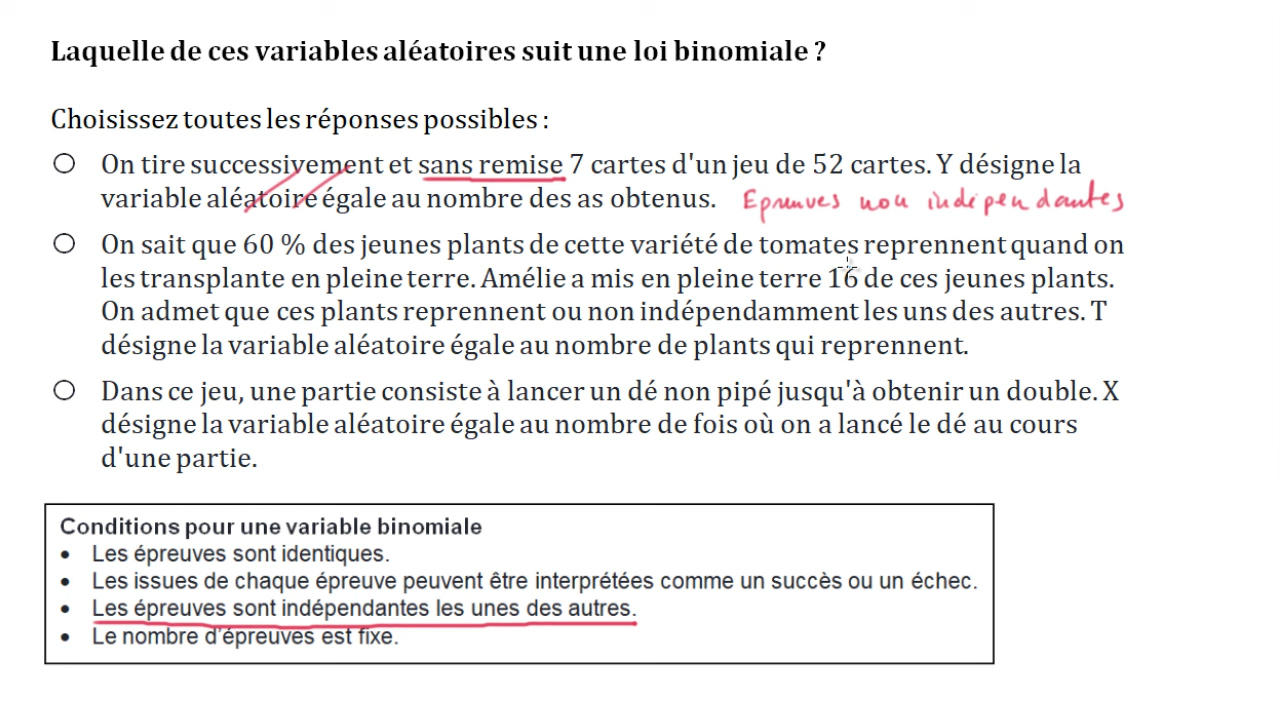 Laquelle de ces variables aléatoires suit une loi binomiale ?
Choisissez toutes les réponses possibles :
On tire successivement et sans remise 7 cartes d'un jeu de 52 cartes. Y désigne la
variable aléatoire égale au nombre des as obtenus. Epreuves non indépendantes
On sait que 60 % des jeunes plants de cette variété de tomates reprennent quand on
les transplante en pleine terre. Amélie a mis en pleine terre 16 de ces jeunes plants.
On admet que ces plants reprennent ou non indépendamment les uns des autres. T
désigne la variable aléatoire égale au nombre de plants qui reprennent.
Dans ce jeu, une partie consiste à lancer un dé non pipé jusqu'à obtenir un double. X
désigne la variable aléatoire égale au nombre de fois où on a lancé le dé au cours
d'une partie.
Conditions pour une variable binomiale
• Les épreuves sont identiques.
• Les issues de chaque épreuve peuvent être interprétées comme un succès ou un échec.
• Les épreuves sont indépendantes les unes des autres.
• Le nombre d'épreuves est fixe.